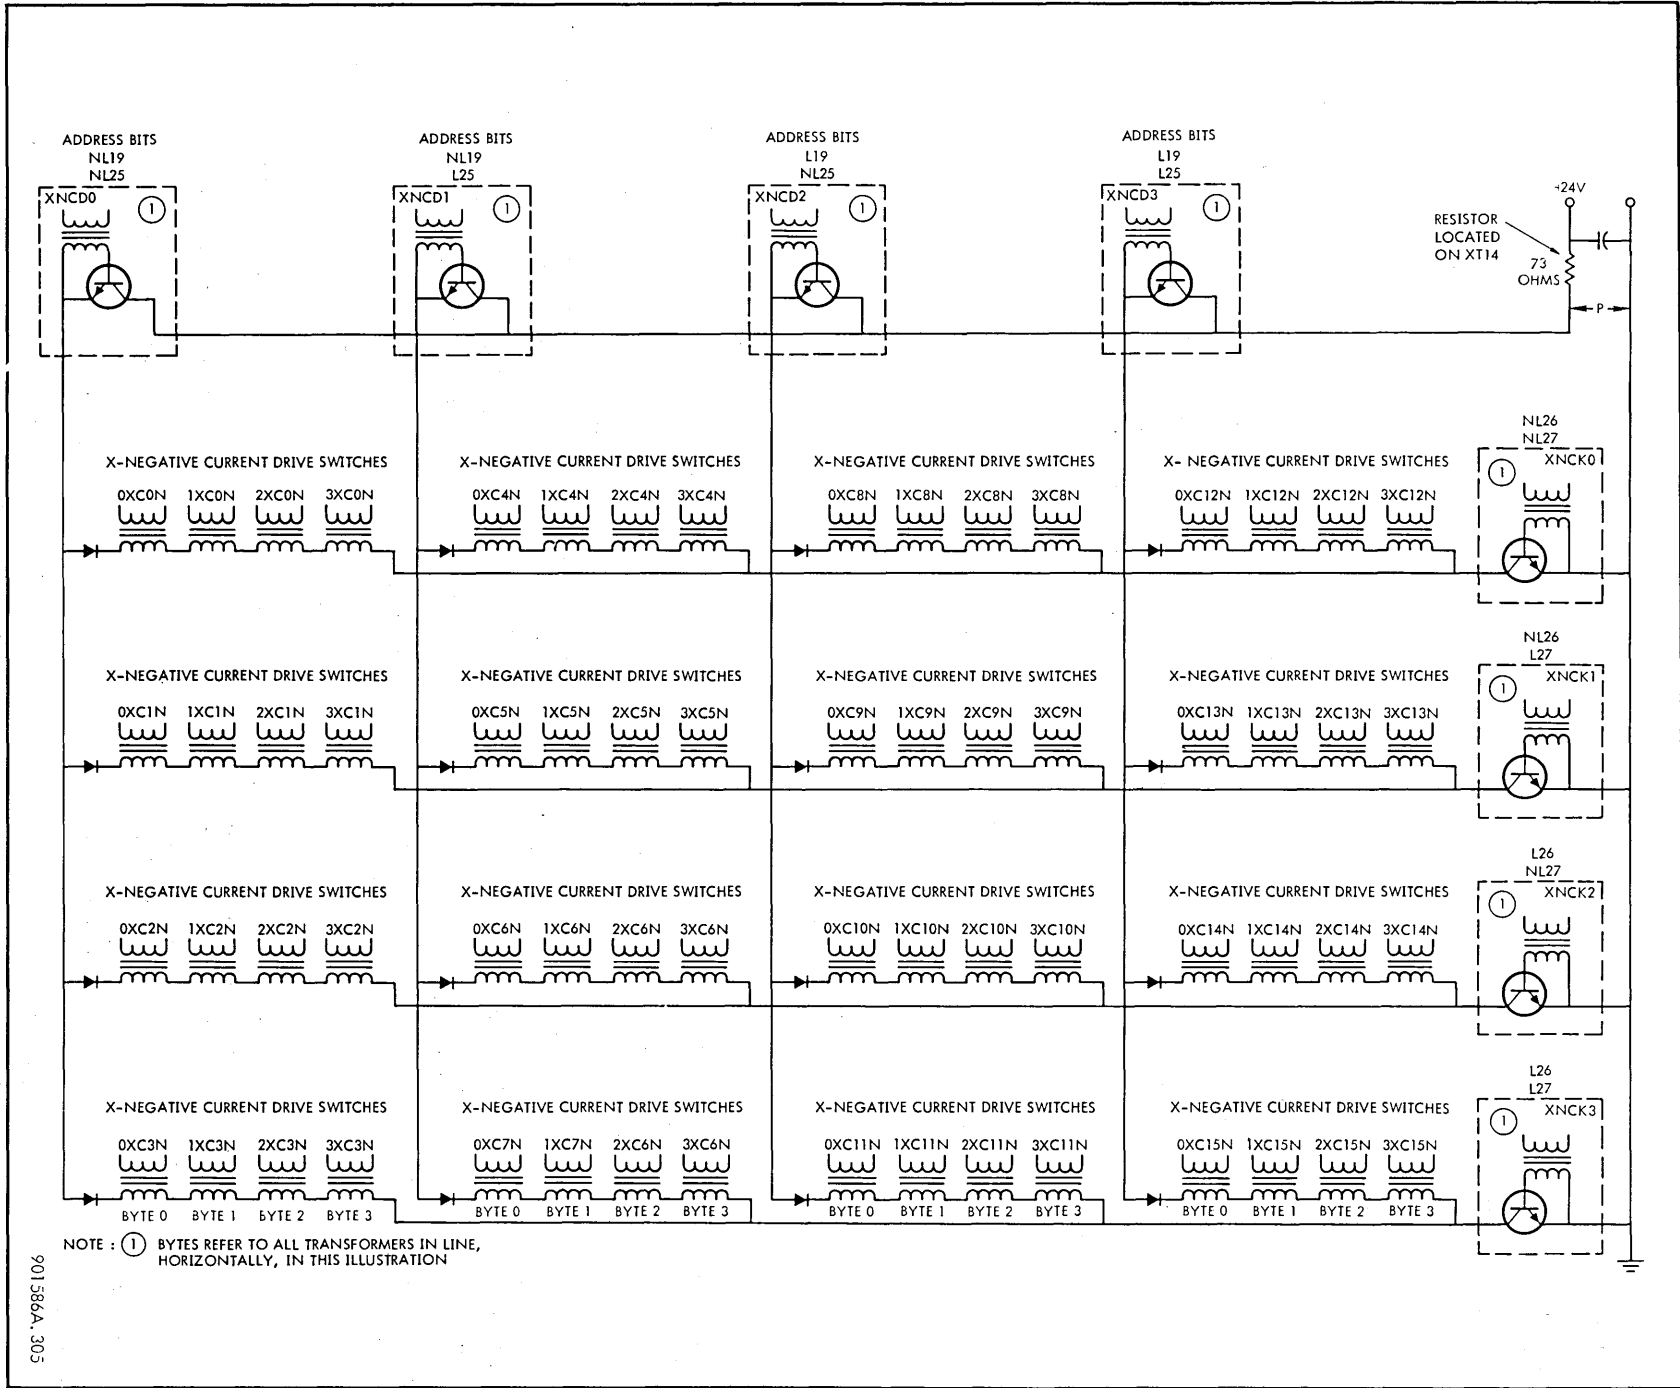 ADDRESS BITS
NL19
NL25
XNCD0
1
ADDRESS BITS
NL19
L25
XNCD1
1
ADDRESS BITS
L19
NL25
XNCD2
1
ADDRESS BITS
L19
L25
XNCD3
1
+24V
RESISTOR
LOCATED
ON XT14
73
OHMS
P
X-NEGATIVE CURRENT DRIVE SWITCHES
0XC0N 1XC0N 2XC0N 3XC0N
X-NEGATIVE CURRENT DRIVE SWITCHES
0XC4N 1XC4N 2XC4N 3XC4N
X-NEGATIVE CURRENT DRIVE SWITCHES
0XC8N 1XC8N 2XC8N 3XC8N
X- NEGATIVE CURRENT DRIVE SWITCHES
0XC12N 1XC12N 2XC12N 3XC12N
NL26
NL27
1 XNCK0
X-NEGATIVE CURRENT DRIVE SWITCHES
0XC1N 1XC1N 2XC1N 3XC1N
X-NEGATIVE CURRENT DRIVE SWITCHES
0XC5N 1XC5N 2XC5N 3XC5N
X-NEGATIVE CURRENT DRIVE SWITCHES
0XC9N 1XC9N 2XC9N 3XC9N
X-NEGATIVE CURRENT DRIVE SWITCHES
0XC13N 1XC13N 2XC13N 3XC13N
NL26
L27
1 XNCK1
X-NEGATIVE CURRENT DRIVE SWITCHES
0XC2N 1XC2N 2XC2N 3XC2N
X-NEGATIVE CURRENT DRIVE SWITCHES
0XC6N 1XC6N 2XC6N 3XC6N
X-NEGATIVE CURRENT DRIVE SWITCHES
0XC10N 1XC10N 2XC10N 3XC10N
X-NEGATIVE CURRENT DRIVE SWITCHES
0XC14N 1XC14N 2XC14N 3XC14N
L26
NL27
1 XNCK2
X-NEGATIVE CURRENT DRIVE SWITCHES
0XC3N 1XC3N 2XC3N 3XC3N
BYTE 0 BYTE 1 BYTE 2 BYTE 3
X-NEGATIVE CURRENT DRIVE SWITCHES
0XC7N 1XC7N 2XC6N 3XC6N
BYTE 0 BYTE 1 BYTE 2 BYTE 3
X-NEGATIVE CURRENT DRIVE SWITCHES
0XC11N 1XC11N 2XC11N 3XC11N
BYTE 0 BYTE 1 BYTE 2 BYTE 3
X-NEGATIVE CURRENT DRIVE SWITCHES
0XC15N 1XC15N 2XC15N 3XC15N
BYTE 0 BYTE 1 BYTE 2 BYTE 3
L26
L27
1 XNCK3
NOTE : 1 BYTES REFER TO ALL TRANSFORMERS IN LINE,
HORIZONTALLY, IN THIS ILLUSTRATION
901586A. 305